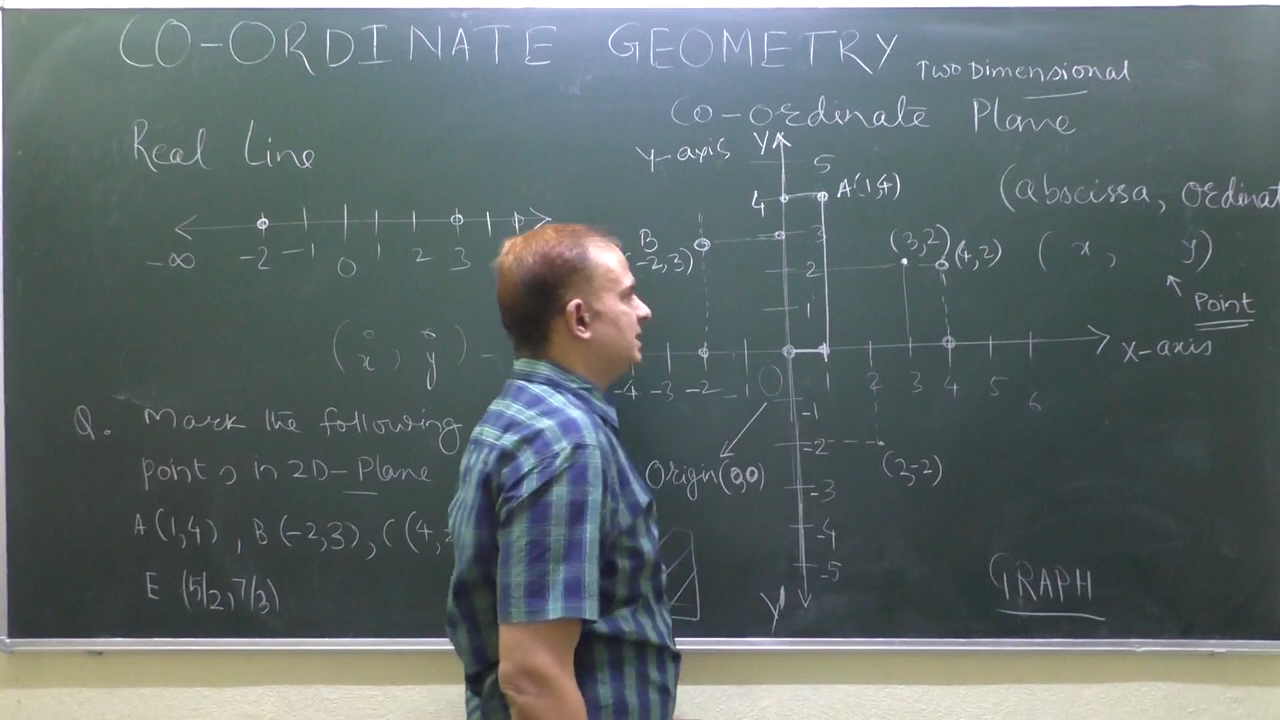 CO-ORDINATE GEOMETRY
Two Dimensional
Co-ordinate Plane
Real Line
-∞ -2 -1 0 1 2 3
( x , y ) -
Q. Mark the following
points in 2D-Plane
A(1,4) , B(-2,3) , C(4,
E (5/2, 7/3)
Y-axis Y
5
4 A(1,4)
B 3
-2,3)
(3,2)
2 (4,2)
1
-4 -3 -2 -1 O 1 2 3 4 5 6
X-axis
-1
-2
(2,-2)
Origin(0,0)
-3
-4
-5
Y'
(abscissa, ordinat
( x , y )
Point
GRAPH